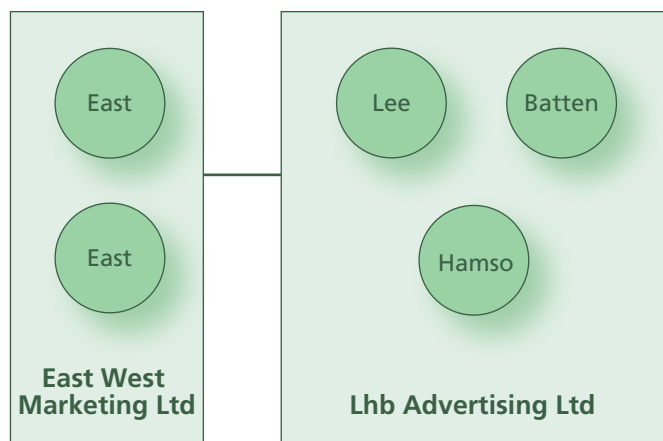 East
East
East West
Marketing Ltd
Lee
Batten
Hamso
Lhb Advertising Ltd